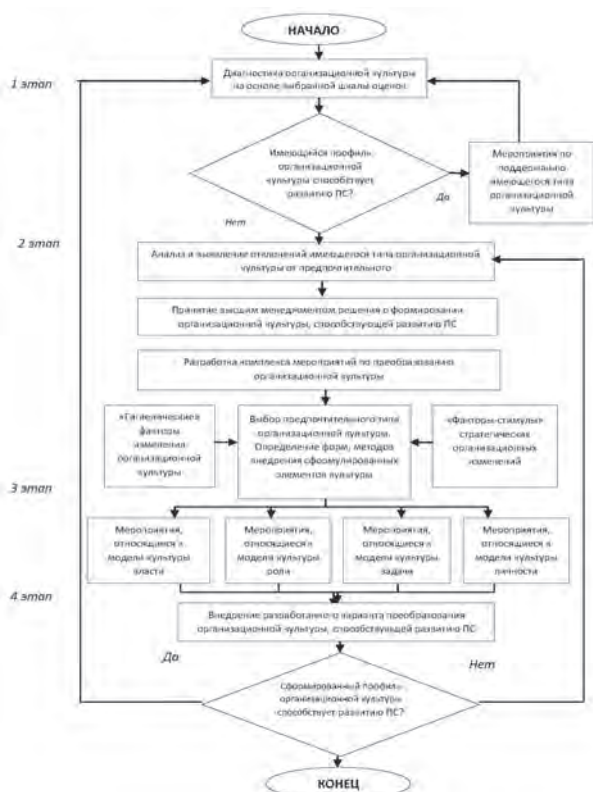 НАЧАЛО
1 этап
Диагностика организационной культуры
на основе выбранной шкалы оценок
Имеющийся профиль
организационной
культуры способствует
развитию ПС?
Да
Нет
Мероприятия по
поддержанию
имеющегося типа
организационной
культуры
2 этап
Анализ и выявление отклонений имеющегося типа организационной
культуры от предпочтительного
Принятие высшим менеджментом решения о формировании
организационной культуры, способствующей развитию ПС
Разработка комплекса мероприятий по преобразованию
организационной культуры
«Гигиенические»
факторы
изменения
организационной
культуры
Выбор предпочтительного типа
организационной культуры.
Определение форм, методов
внедрения сформулированных
элементов культуры
«Факторы-стимулы»
стратегических
организационных
изменений
3 этап
Мероприятия,
относящиеся к
модели культуры
власти
Мероприятия,
относящиеся к
модели культуры
роли
Мероприятия,
относящиеся к
модели культуры
задачи
Мероприятия,
относящиеся к
модели культуры
личности
4 этап
Внедрение разработанного варианта преобразования
организационной культуры, способствующей развитию ПС
Да
Нет
Сформированный профиль
организационной культуры
способствует развитию ПС?
КОНЕЦ